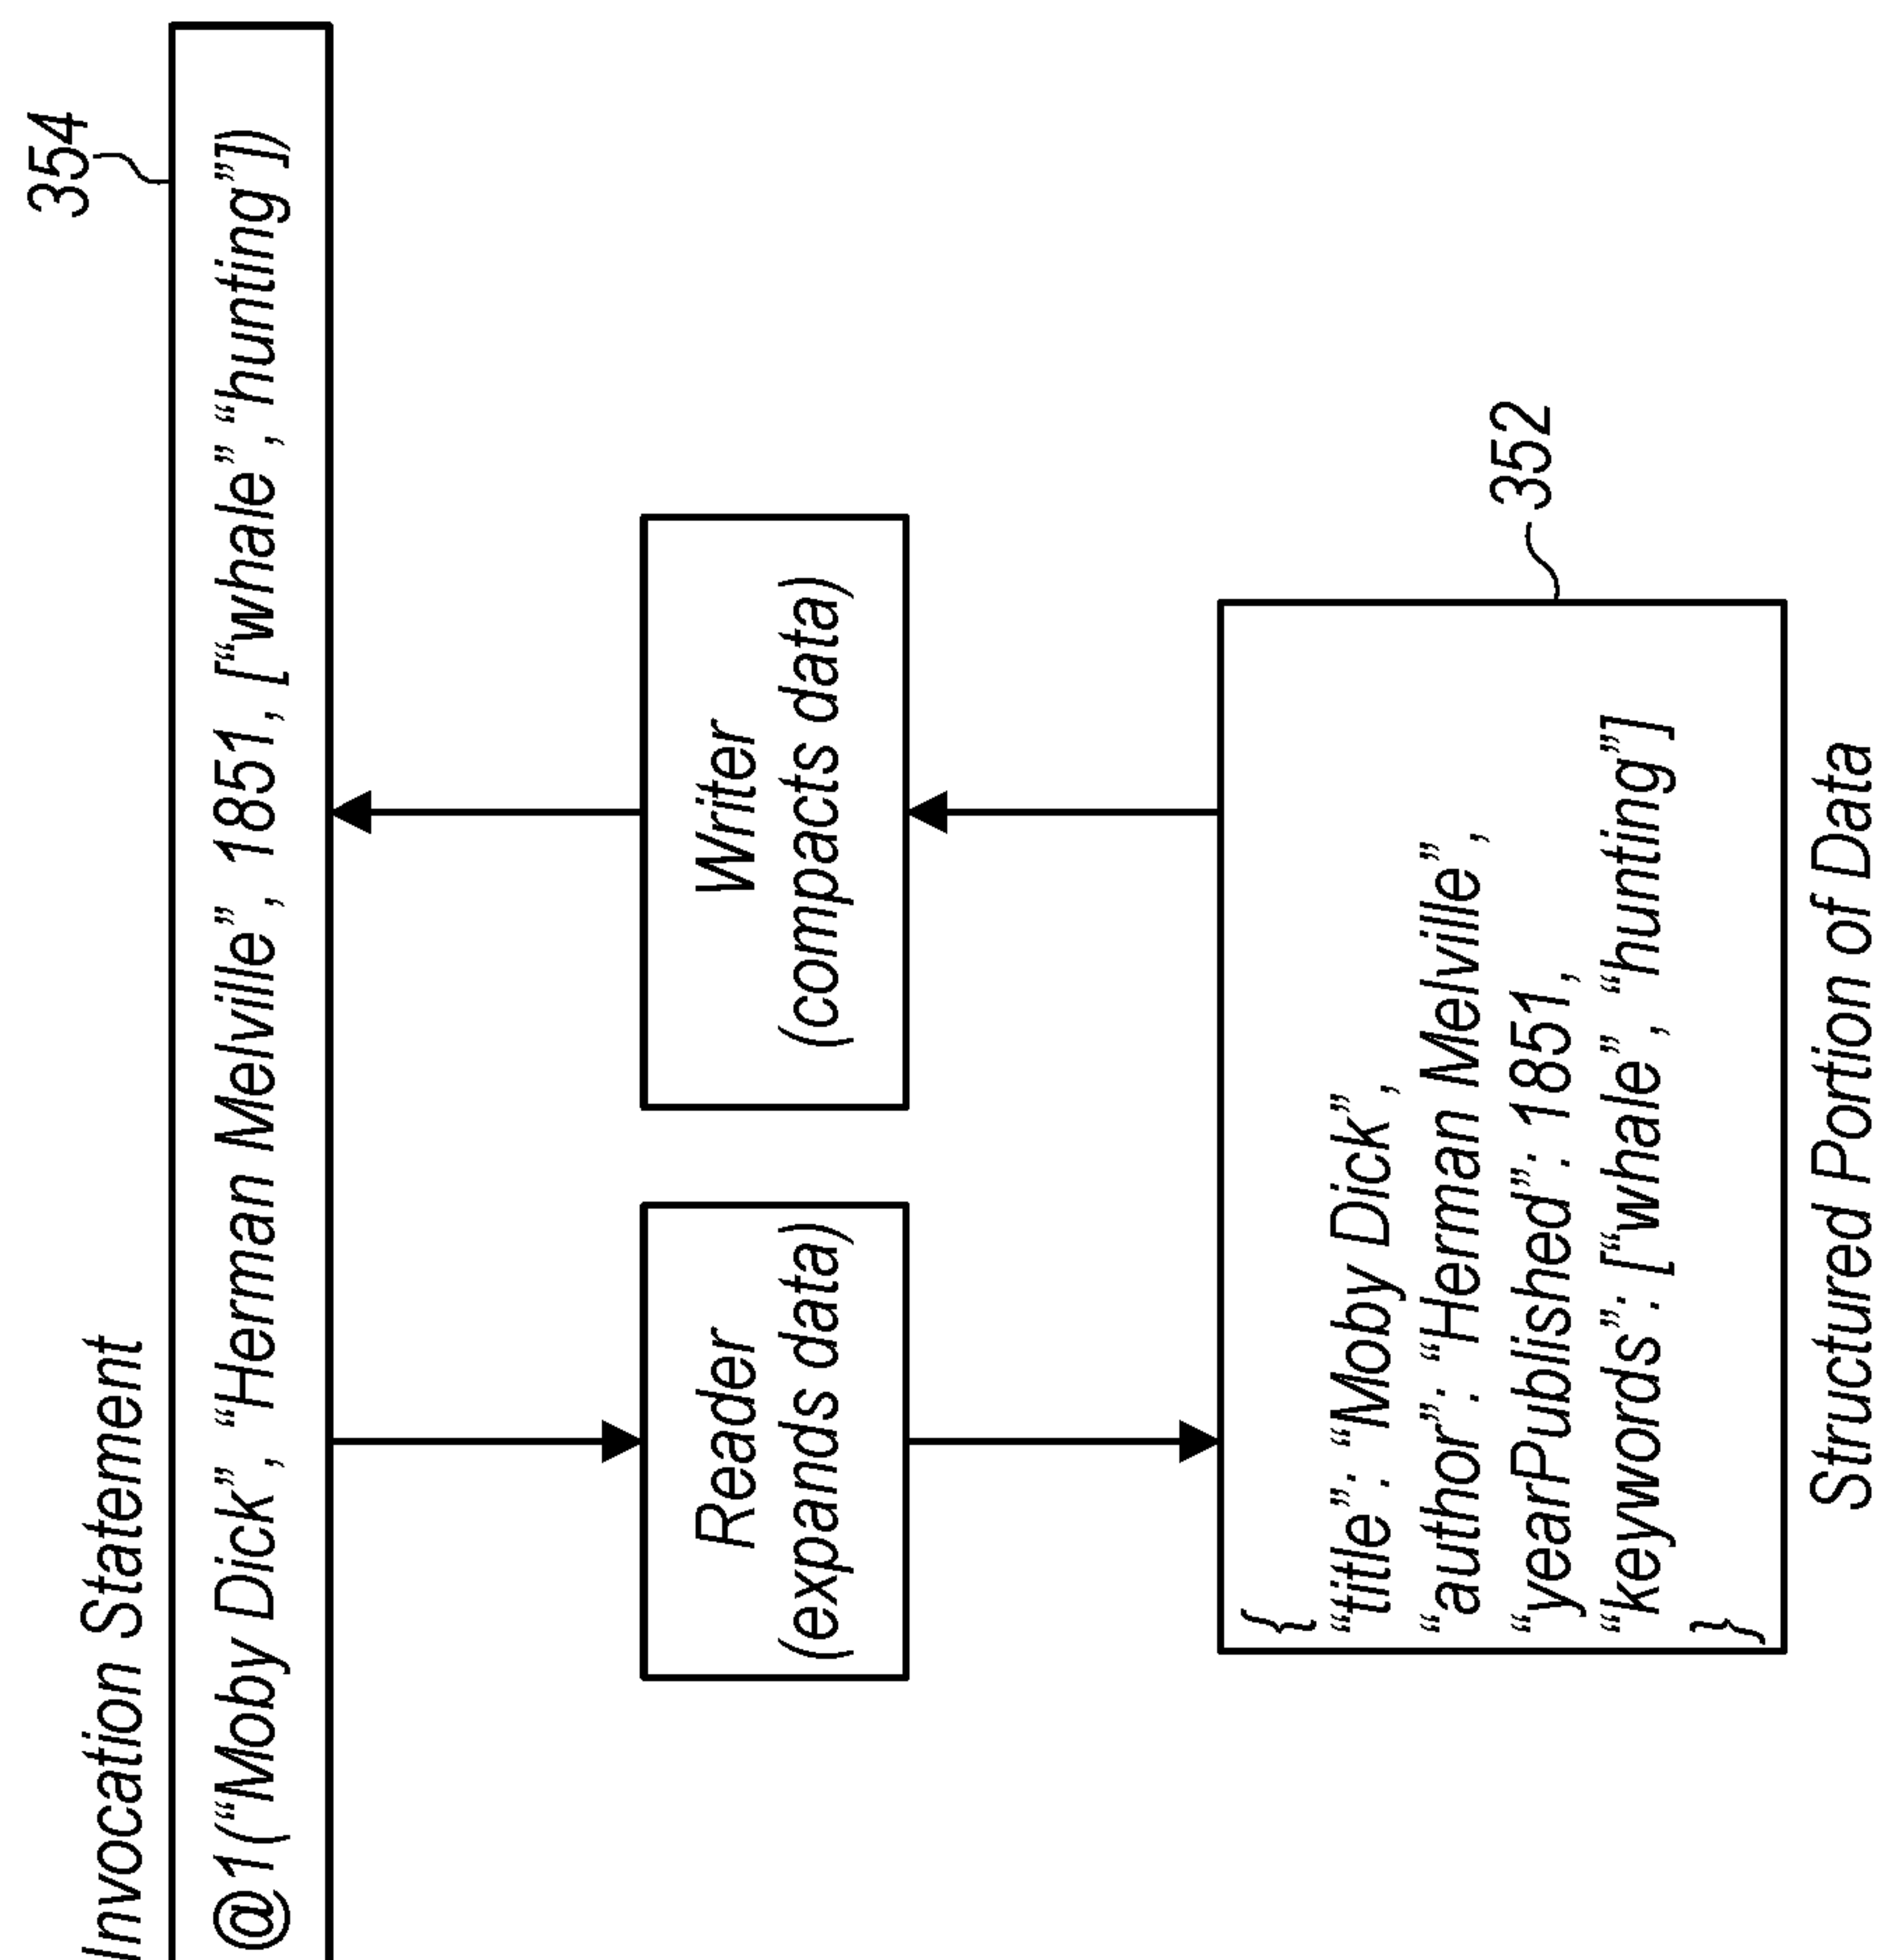 354
Invocation Statement
@1(“Moby Dick”, “Herman Melville”, 1851, [“whale”,“hunting”])
Reader
(expands data)
Writer
(compacts data)
352
{
“title”: “Moby Dick”,
“author”: “Herman Melville”,
“yearPublished”: 1851,
“keywords”: [“whale”, “hunting”]
}
Structured Portion of Data